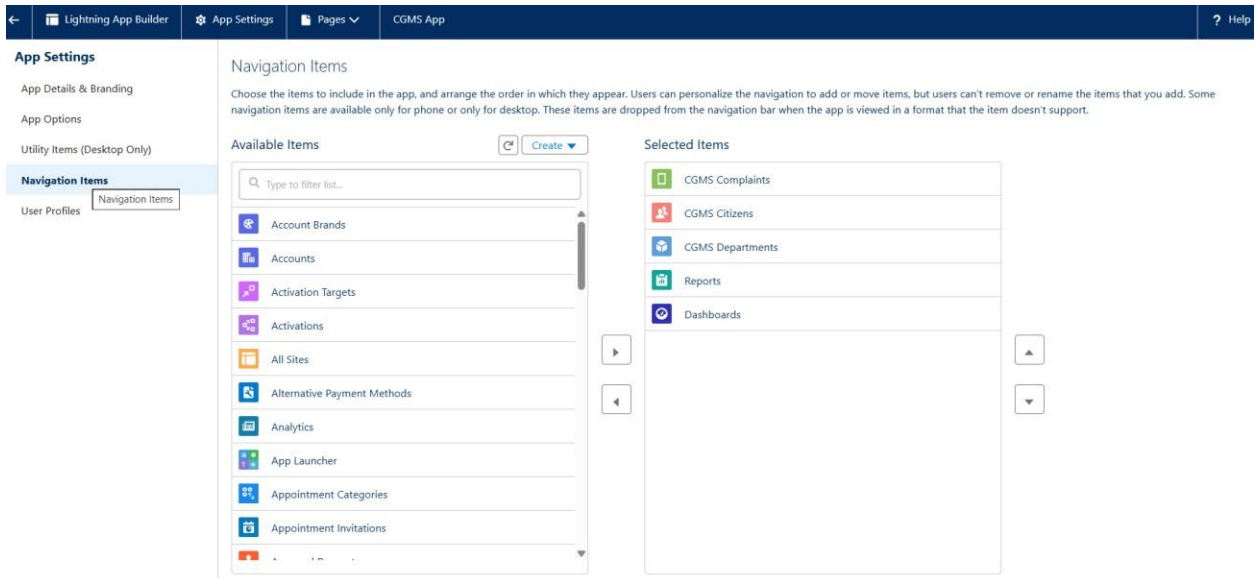 Lightning App Builder
App Settings
Pages
CGMS App
? Help
App Settings
App Details & Branding
App Options
Utility Items (Desktop Only)
Navigation Items
Navigation Items
User Profiles
Navigation Items
Choose the items to include in the app, and arrange the order in which they appear. Users can personalize the navigation to add or move items, but users can't remove or rename the items that you add. Some
navigation items are available only for phone or only for desktop. These items are dropped from the navigation bar when the app is viewed in a format that the item doesn't support.
Available Items
Create
Type to filter list...
Account Brands
Accounts
Activation Targets
Activations
All Sites
Alternative Payment Methods
Analytics
App Launcher
Appointment Categories
Appointment Invitations
Selected Items
CGMS Complaints
CGMS Citizens
CGMS Departments
Reports
Dashboards